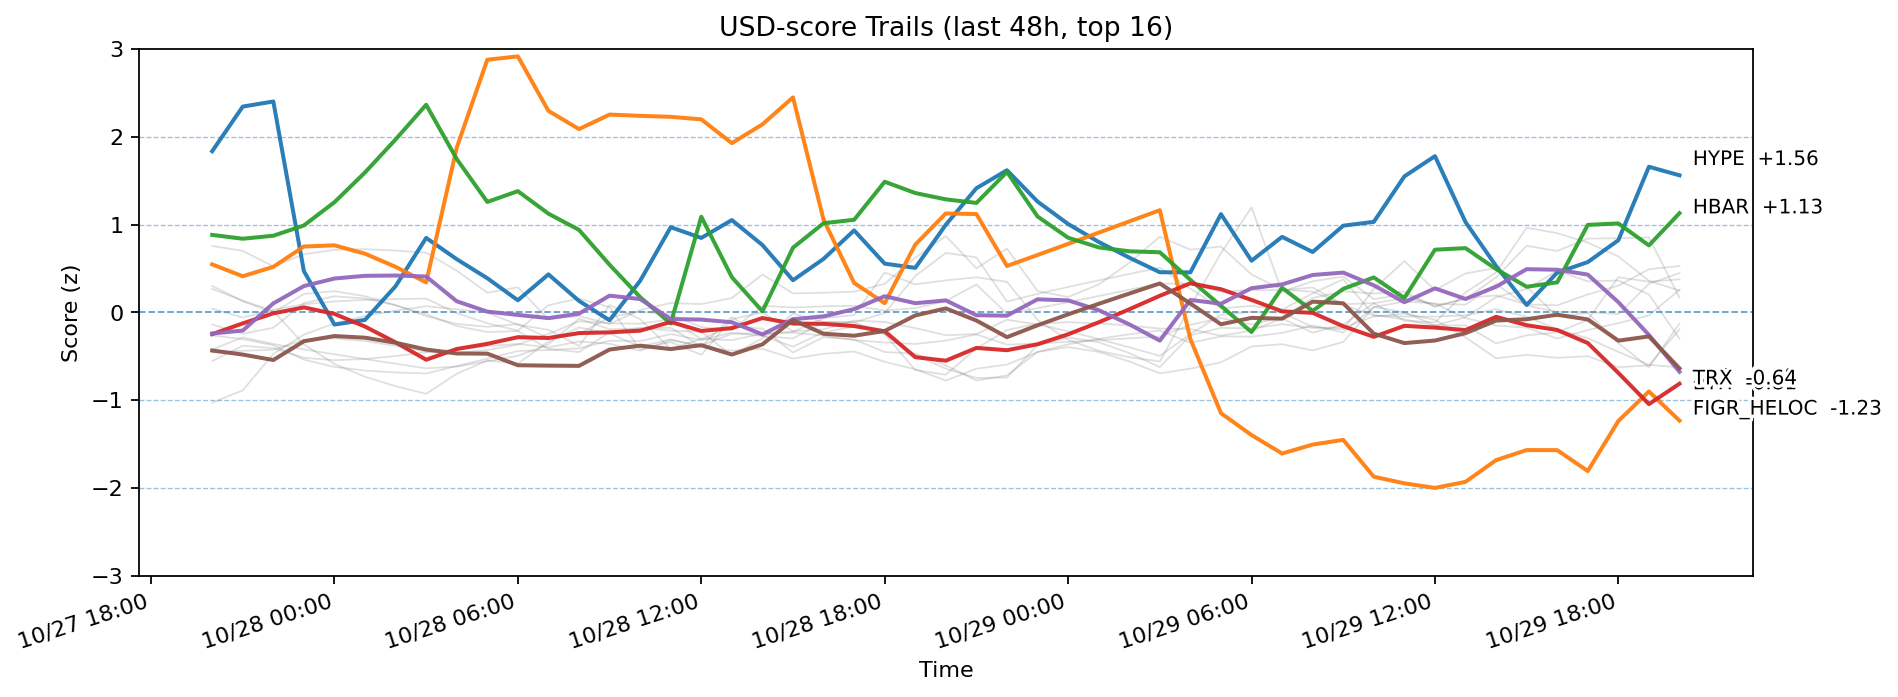 USD-score Trails (last 48h, top 16)
3
2
1
0
−1
−2
−3
Score (z)
HYPE +1.56
HBAR +1.13
TRX -0.64
FIGR_HELOC -1.23
10/27 18:00
10/28 00:00
10/28 06:00
10/28 12:00
10/28 18:00
10/29 00:00
10/29 06:00
10/29 12:00
10/29 18:00
Time